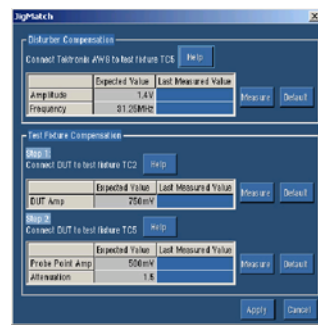 JigMatch
Disturber Compensation
Connect Tektronix AWG to test fixture TC5 Help
Expected Value Last Measured Value
Amplitude 1.4V
Frequency 31.25MHz
Measure Default
Test Fixture Compensation
Step 1:
Connect DUT to test fixture TC2 Help
Expected Value Last Measured Value
DUT Amp 750mV
Measure Default
Step 2
Connect DUT to test fixture TC5 Help
Expected Value Last Measured Value
Probe Point Amp 500mV
Attenuation 1.5
Measure Default
Apply Cancel